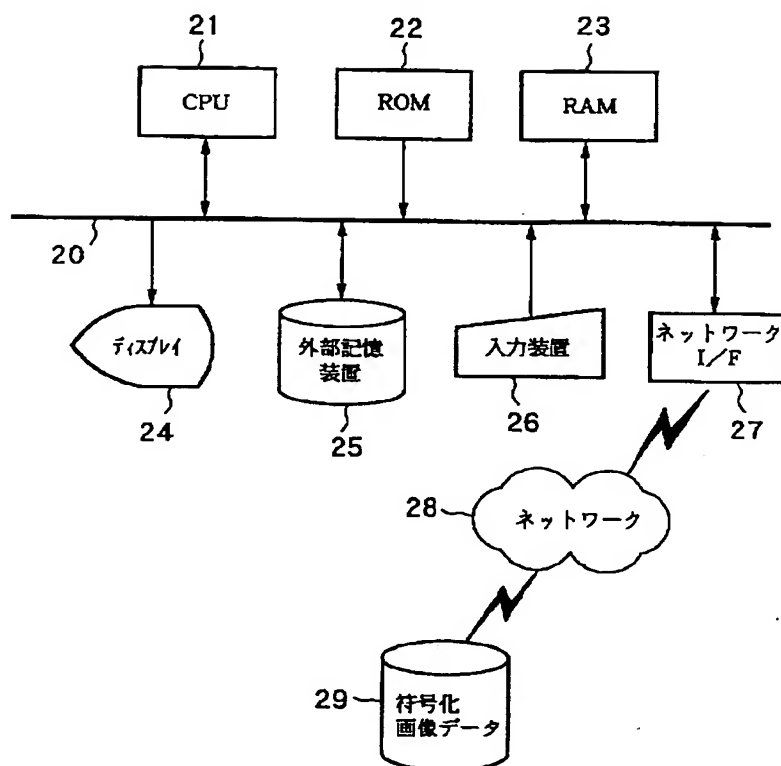 21
22
23
CPU
ROM
RAM
20
ディスプレイ
外部記憶
装置
入力装置
ネットワーク
I/F
24
25
26
27
28
ネットワーク
29
符号化
画像データ